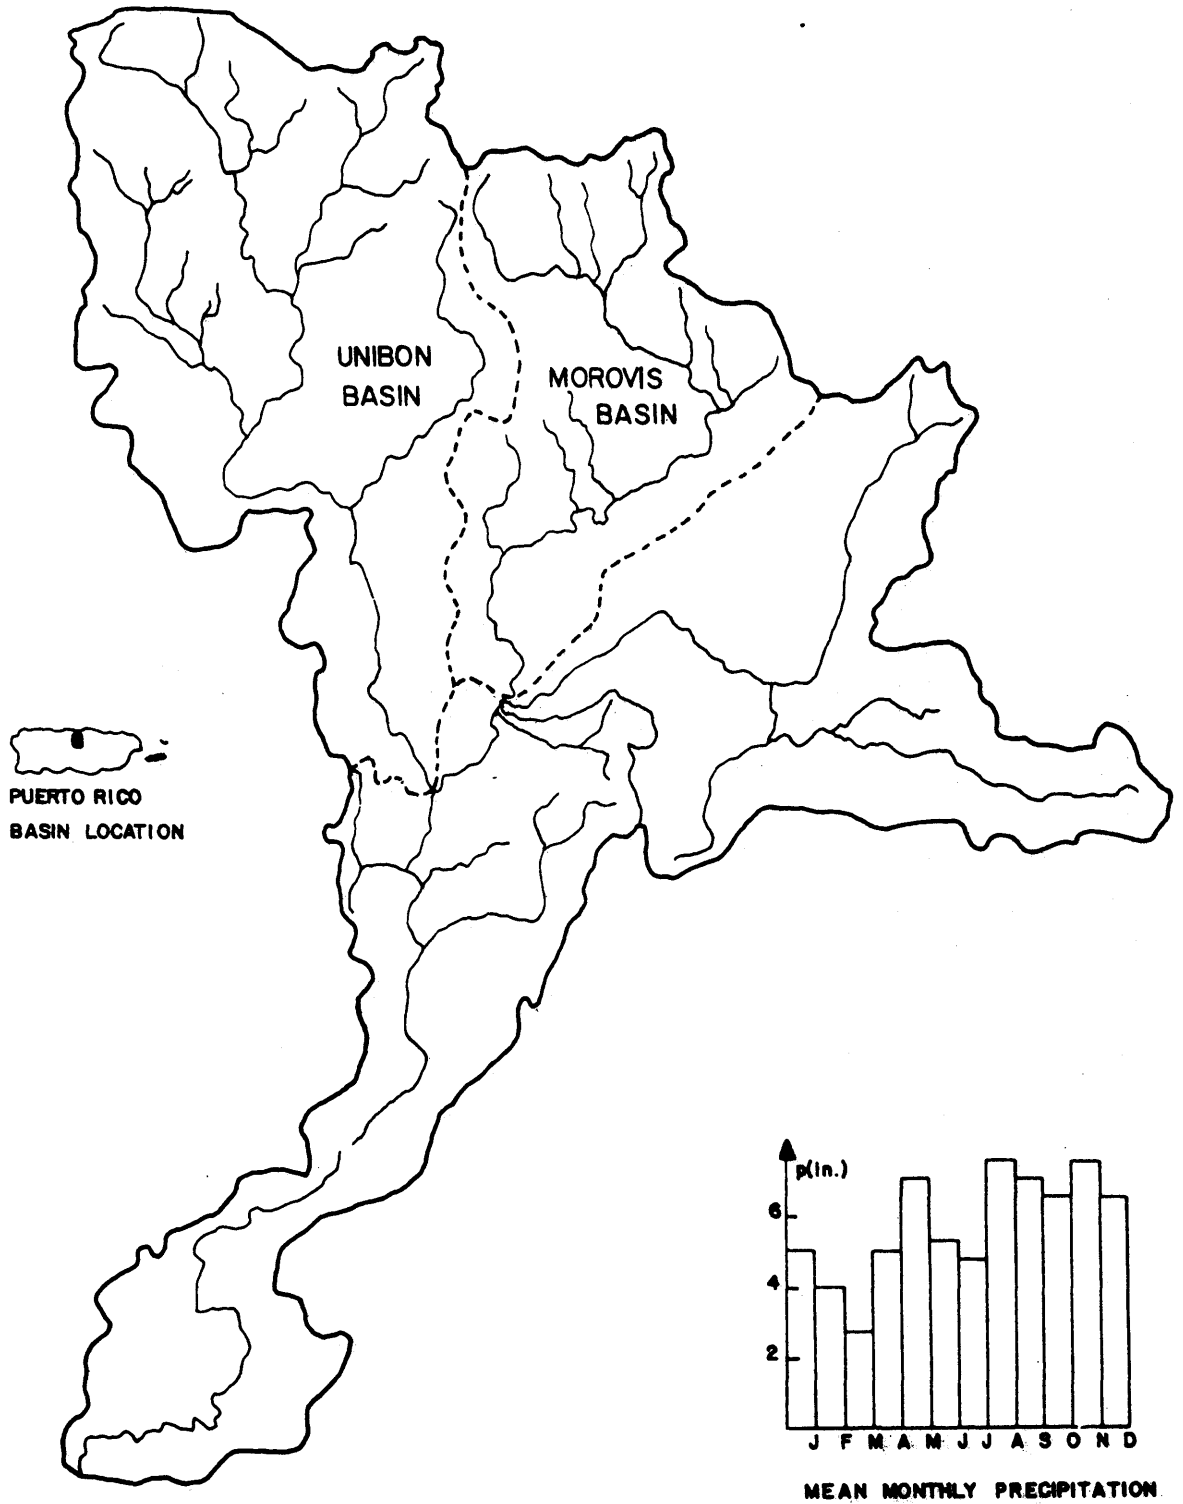 UNIBON
BASIN
MOROVIS
BASIN
PUERTO RICO
BASIN LOCATION
p(in.)
6
4
2
J F M A M J J A S O N D
MEAN MONTHLY PRECIPITATION